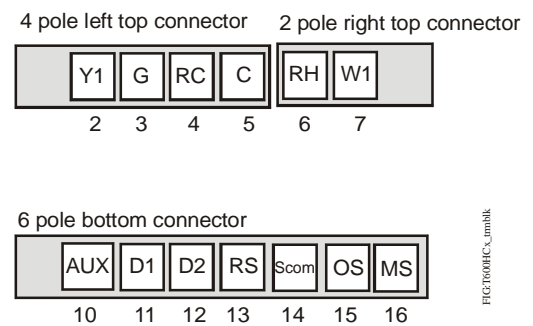 4 pole left top connector
2 pole right top connector
Y1 G RC C RH W1
2 3 4 5 6 7
6 pole bottom connector
AUX D1 D2 RS Scom OS MS
10 11 12 13 14 15 16
FIG:T600HCx_trmblk